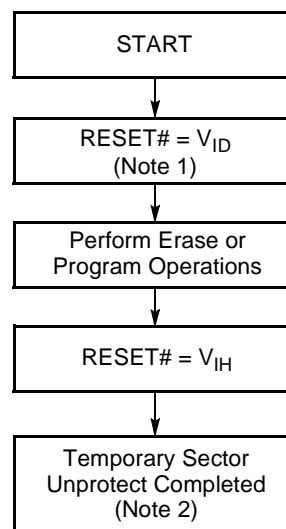 START
RESET# = VID
(Note 1)
Perform Erase or
Program Operations
RESET# = VIH
Temporary Sector
Unprotect Completed
(Note 2)